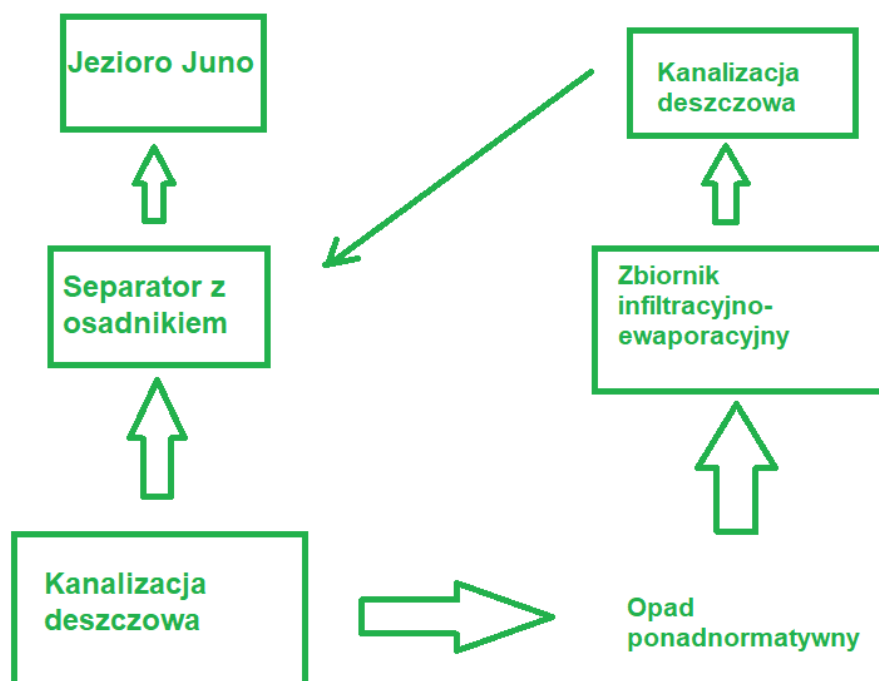 Jezioro Juno
Kanalizacja
deszczowa
Separator z
osadnikiem
Zbiornik
infiltracyjno-
ewaporacyjny
Kanalizacja
deszczowa
Opad
ponadnormatywny